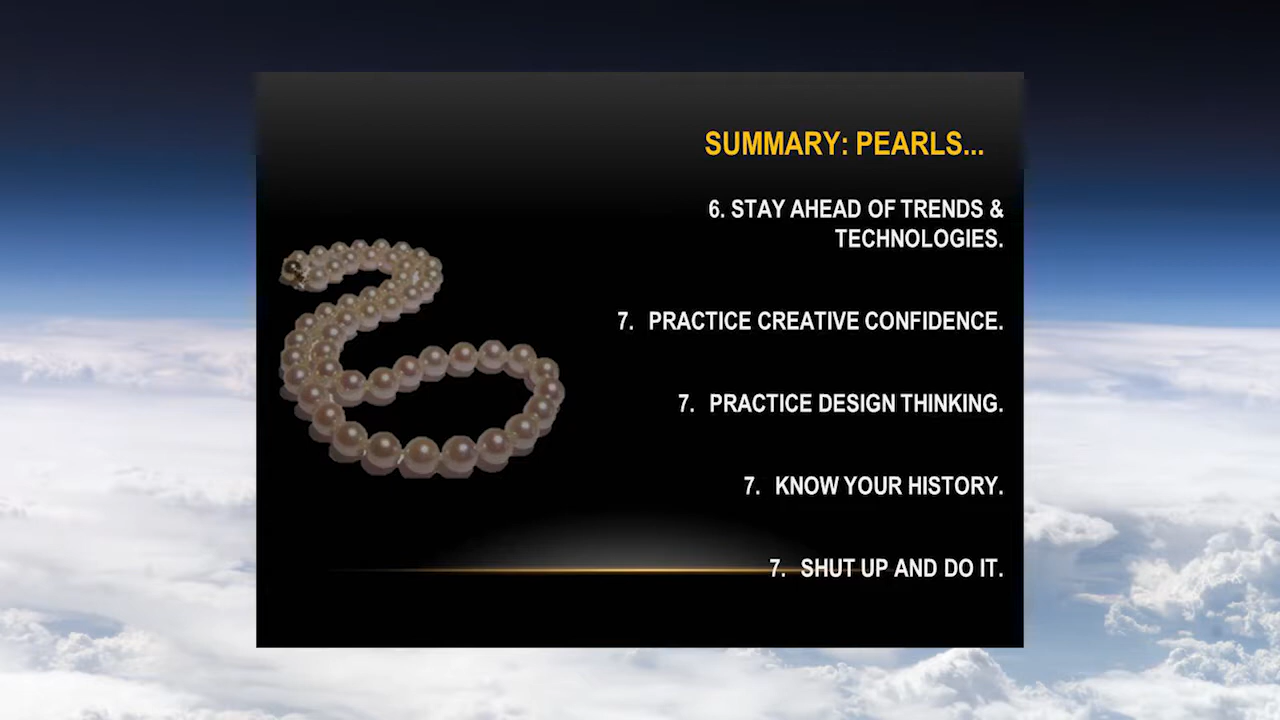 SUMMARY: PEARLS...
6. STAY AHEAD OF TRENDS &
TECHNOLOGIES.
7. PRACTICE CREATIVE CONFIDENCE.
7. PRACTICE DESIGN THINKING.
7. KNOW YOUR HISTORY.
7. SHUT UP AND DO IT.